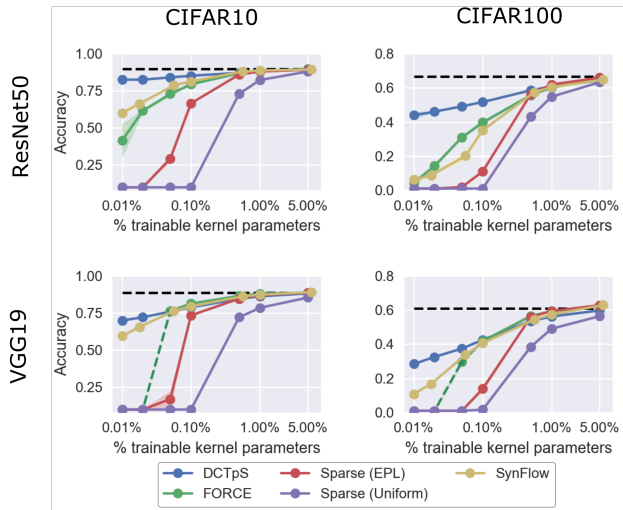 CIFAR10 CIFAR100
ResNet50
Accuracy
1.00
0.75
0.50
0.25
0.01% 0.10% 1.00% 5.00%
% trainable kernel parameters
0.8
0.6
0.4
0.2
0.0
0.01% 0.10% 1.00% 5.00%
% trainable kernel parameters
VGG19
Accuracy
1.00
0.75
0.50
0.25
0.01% 0.10% 1.00% 5.00%
% trainable kernel parameters
0.8
0.6
0.4
0.2
0.0
0.01% 0.10% 1.00% 5.00%
% trainable kernel parameters
DCTpS Sparse (EPL) SynFlow
FORCE Sparse (Uniform)